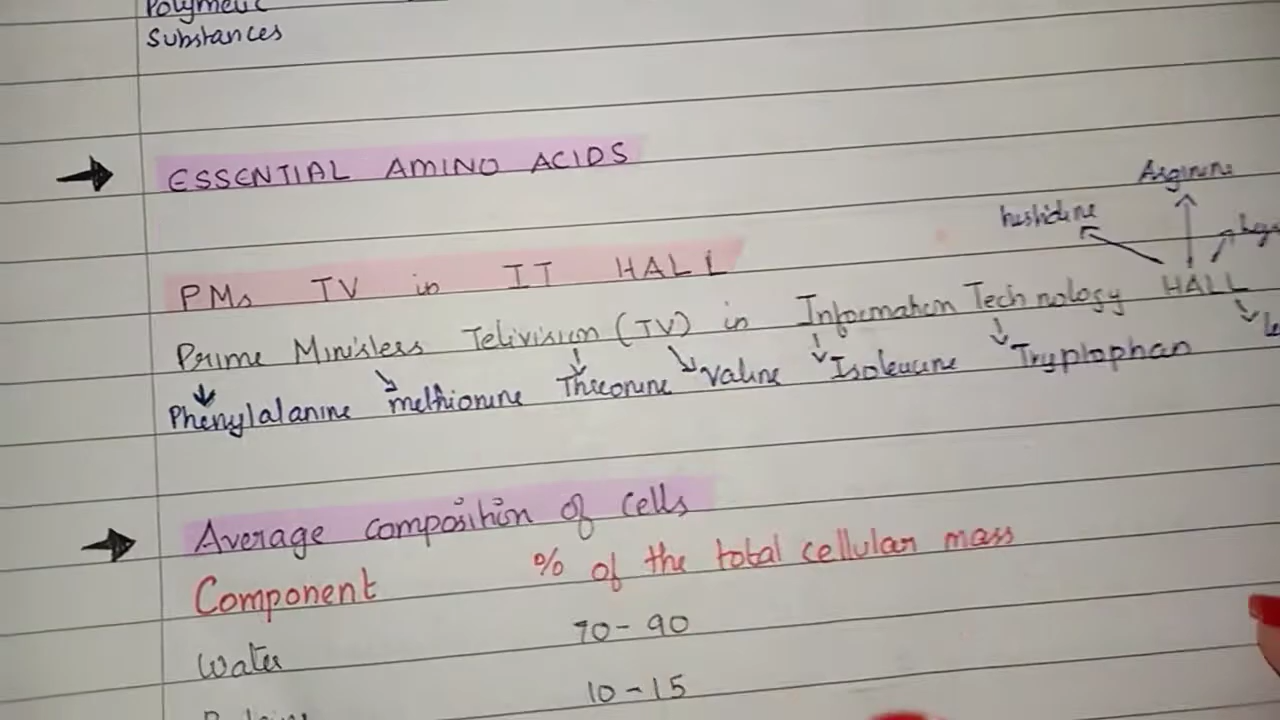 Polymeric
Substances
ESSENTIAL AMINO ACIDS
Arginine
histidine
PMs TV in IT HALL
Prime Ministers Telivision (TV) in Information Technology HALL
Phenylalanine methionine Threonine Valine Isoleucine Tryptophan
Average composition of cells
Component % of the total cellular mass
Water 70-90
10-15